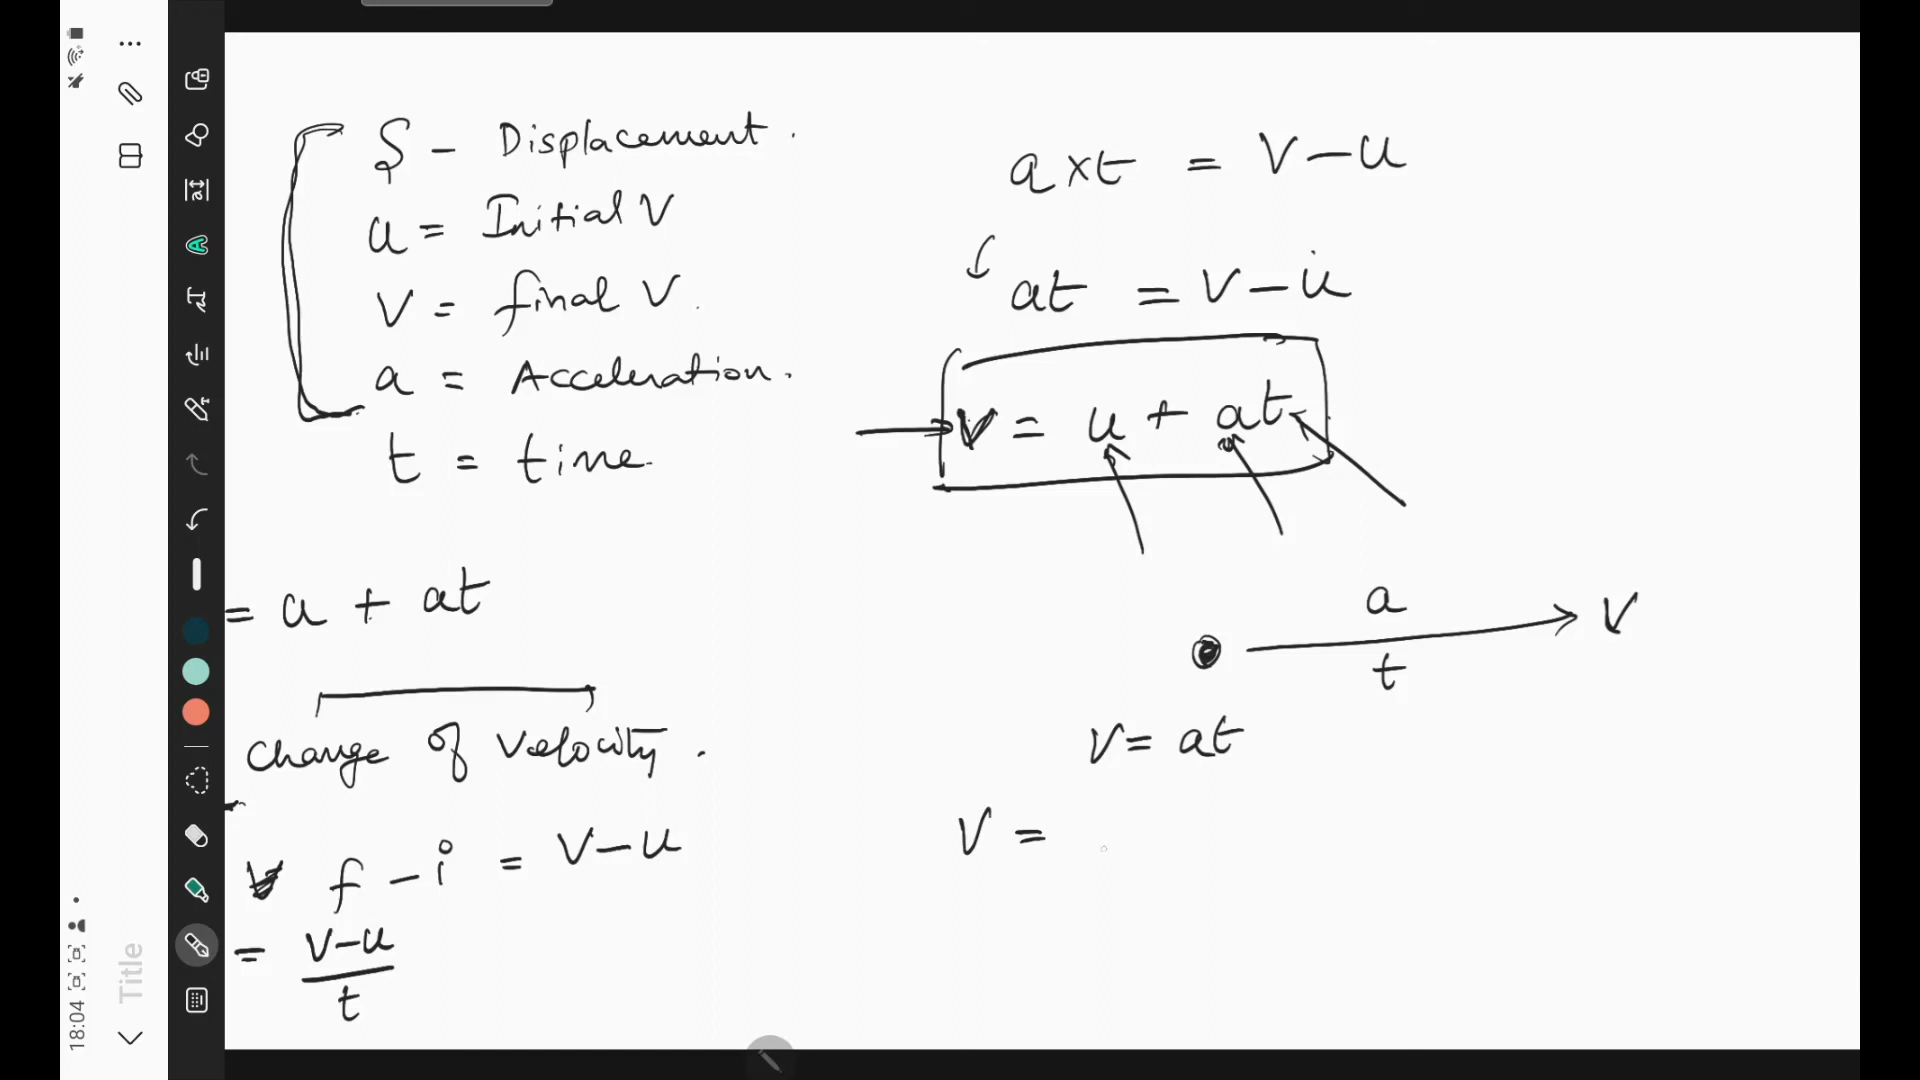 S - Displacement.
u = Initial V
V = final V.
a = Acceleration.
t = time.
= u + at
Change of Velocity.
V f - i = V - u
= V - u
t
a x t = V - u
at = V - u
V = u + at
a
V
t
V = at
V =
Title
18:04